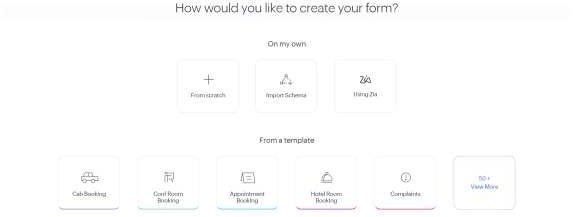 How would you like to create your form?
On my own
From scratch
Import Schema
Using Zia
From a template
Cab Booking
Conf Room
Booking
Appointment
Booking
Hotel Room
Booking
Complaints
50+
View More